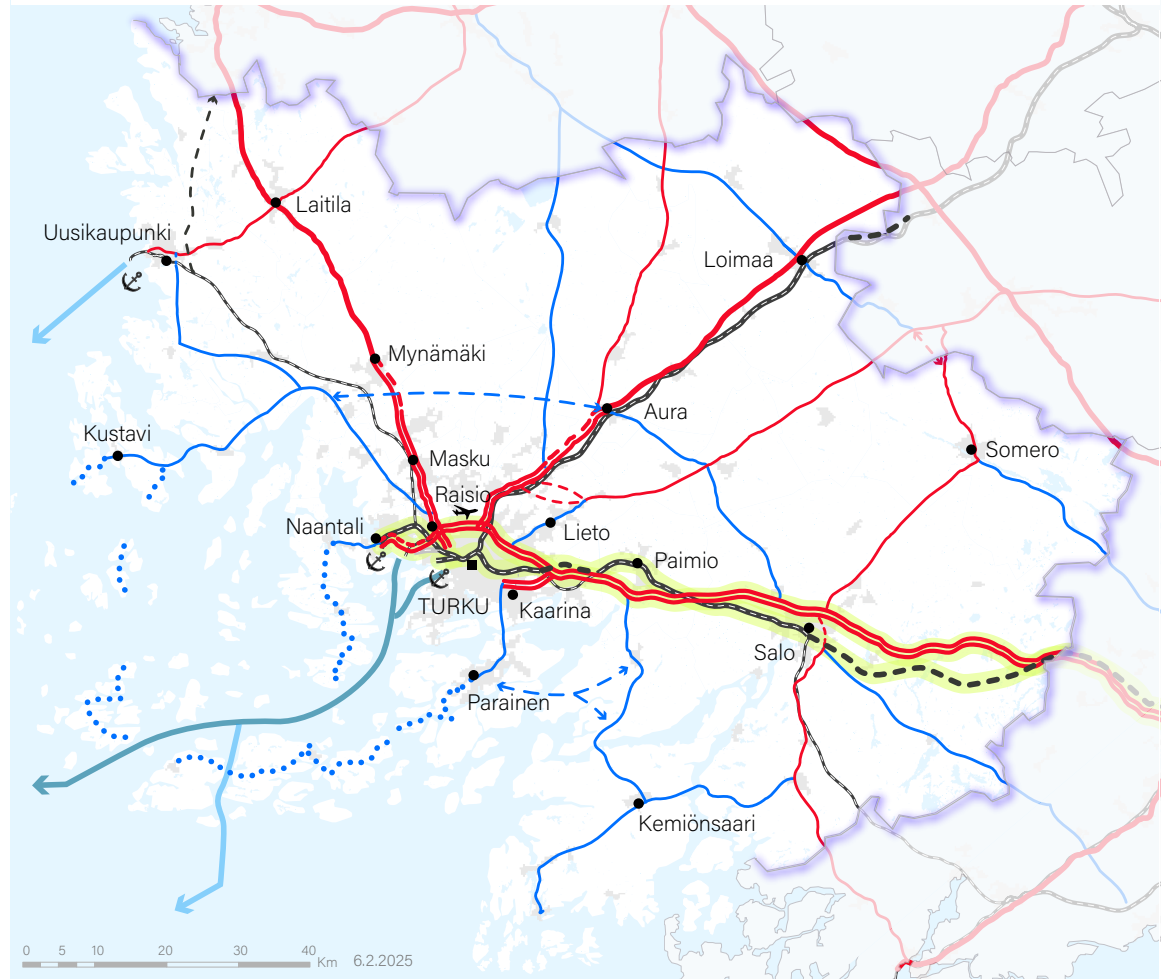 Laitila
Uusikaupunki
Loimaa
Mynämäki
Aura
Kustavi
Somero
Masku
Raisio
Naantali
Lieto
Paimio
TURKU
Kaarina
Salo
Parainen
Kemiönsaari
0 5 10 20 30 40
Km 6.2.2025